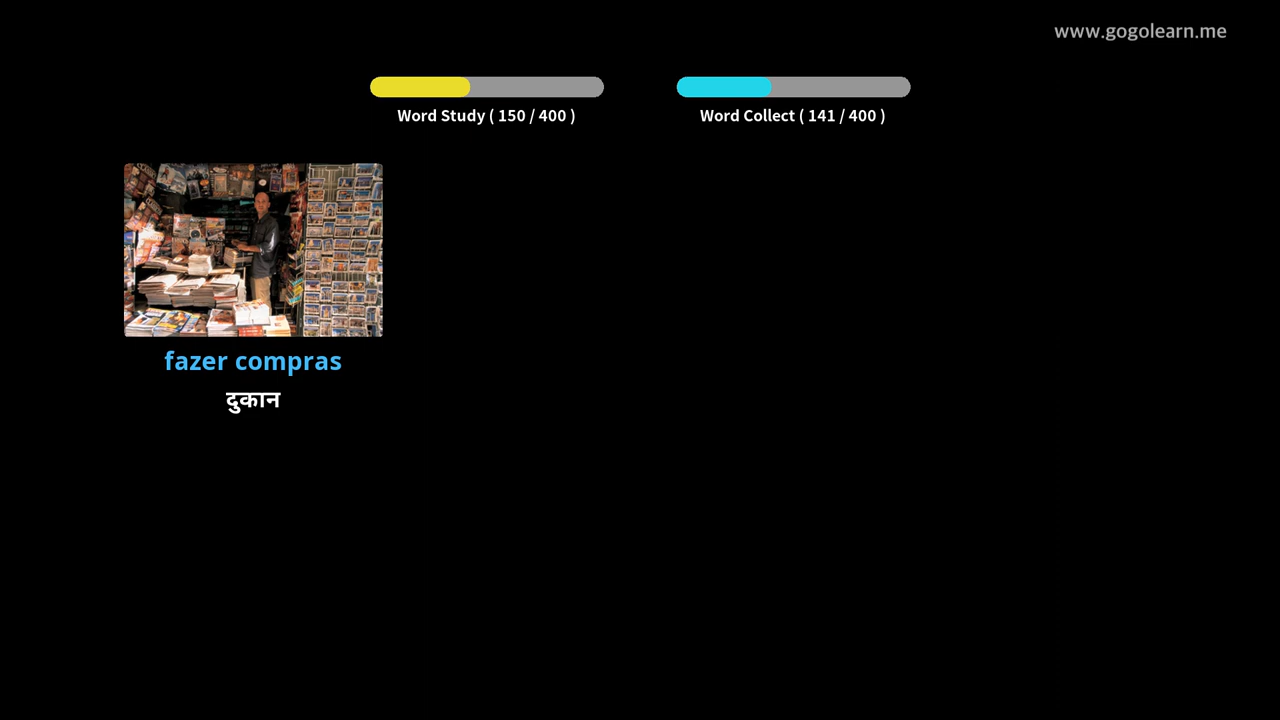 www.gogolearn.me
Word Study ( 150 / 400 )
Word Collect ( 141 / 400 )
fazer compras
दुकान